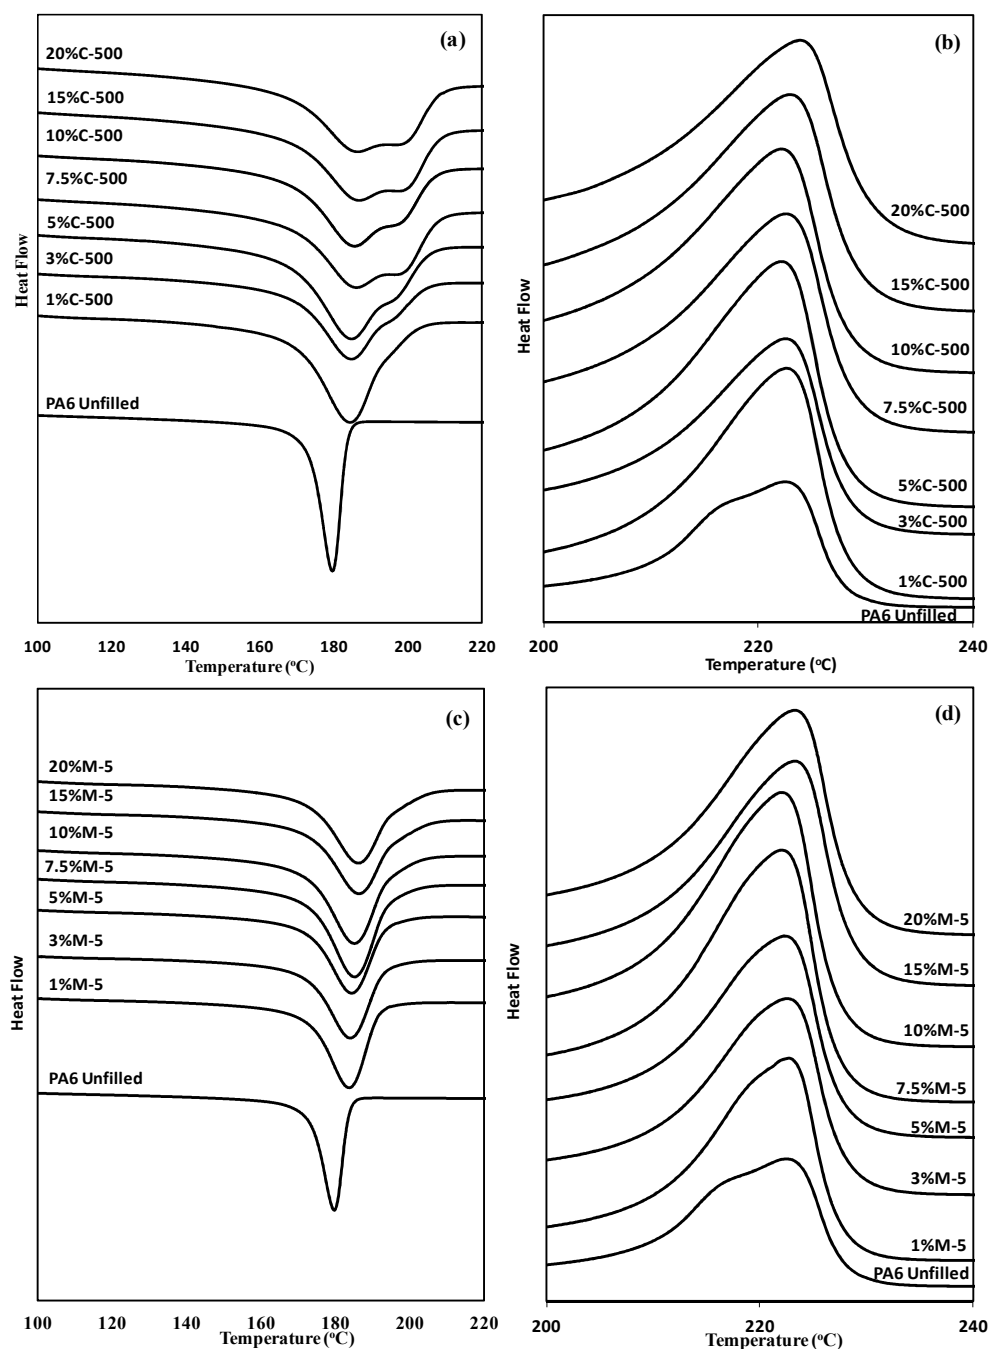 (a)
20%C-500
15%C-500
10%C-500
7.5%C-500
5%C-500
3%C-500
1%C-500
PA6 Unfilled
Heat Flow
100 120 140 160 180 200 220
Temperature (°C)
(b)
20%C-500
15%C-500
10%C-500
7.5%C-500
5%C-500
3%C-500
1%C-500
PA6 Unfilled
Heat Flow
200 220 240
Temperature (°C)
(c)
20%M-5
15%M-5
10%M-5
7.5%M-5
5%M-5
3%M-5
1%M-5
PA6 Unfilled
Heat Flow
100 120 140 160 180 200 220
Temperature (°C)
(d)
20%M-5
15%M-5
10%M-5
7.5%M-5
5%M-5
3%M-5
1%M-5
PA6 Unfilled
Heat Flow
200 220 240
Temperature (°C)